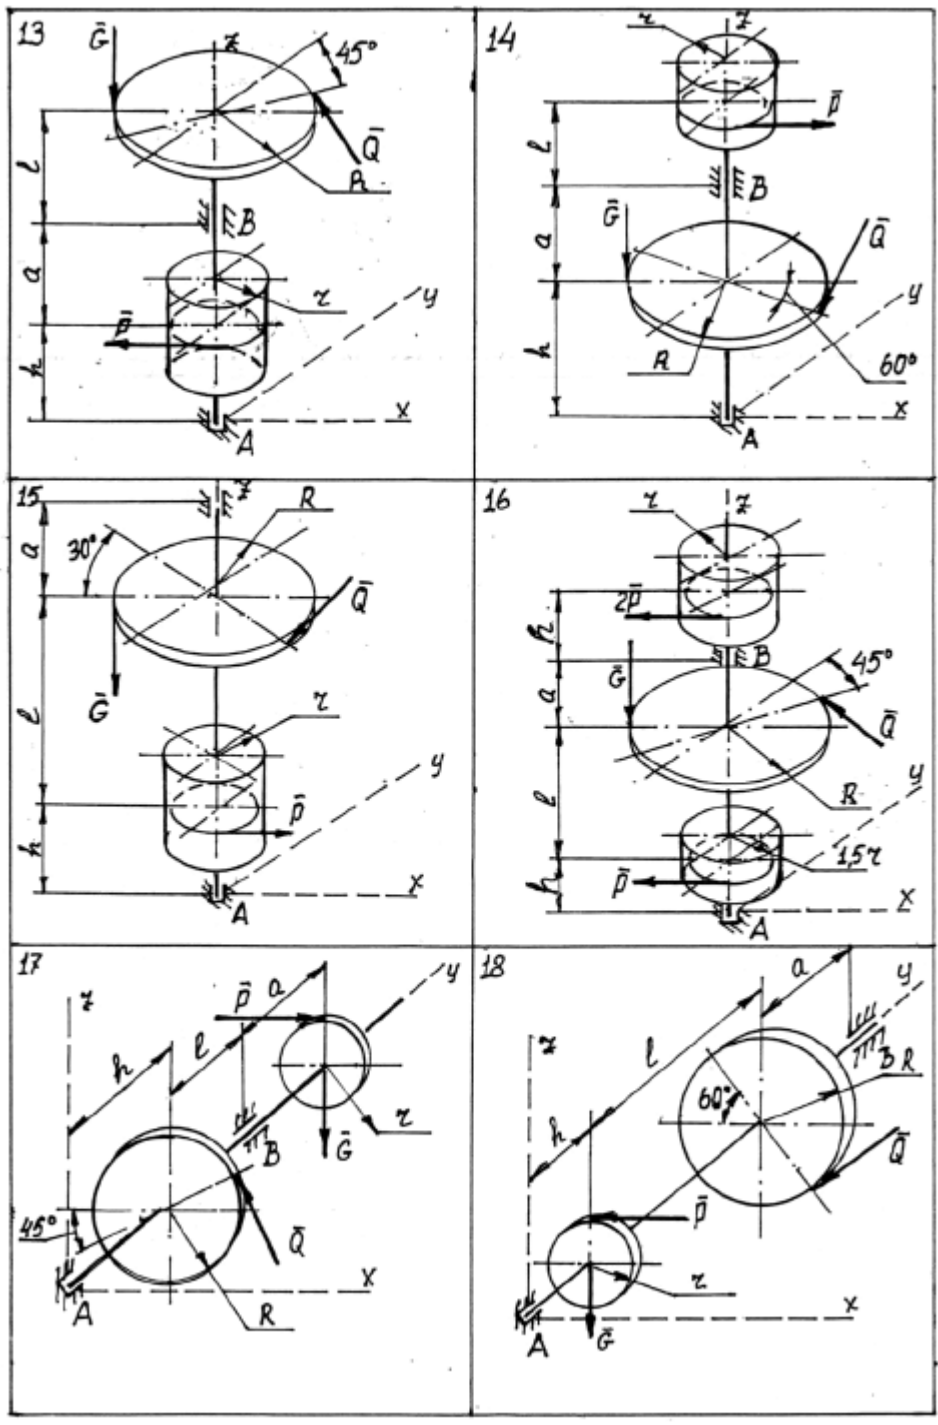 13
G̅
z
45°
Q̅
R
l
B
a
r
y
P̅
h
x
A
14
r
z
P̅
l
B
G̅
a
Q̅
y
h
R
60°
x
A
15
z
R
a
30°
Q̅
G̅
l
r
y
P̅
h
x
A
16
r
z
2P̅
h
B
45°
G̅
a
Q̅
y
l
R
1,5r
P̅
h
x
A
17
y
P̅
a
z
l
h
r
G̅
B
45°
Q̅
x
A
R
18
a
y
l
z
B
R
60°
h
Q̅
P̅
r
x
A
G̅